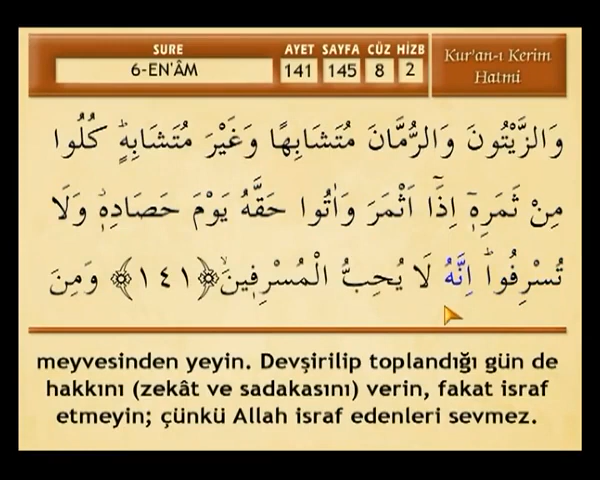 SURE AYET SAYFA CÜZ HİZB
6-EN'ÂM 141 145 8 2
Kur'an-ı Kerim
Hatmi
وَالزَّيْتُونَ وَالرُّمَّانَ مُتَشَابِهًا وَغَيْرَ مُتَشَابِهٍۜ كُلُوا
مِنْ ثَمَرِه۪ٓ اِذَٓا اَثْمَرَ وَاٰتُوا حَقَّهُ يَوْمَ حَصَادِه۪ۘ وَلَا
تُسْرِفُواۜ اِنَّهُ لَا يُحِبُّ الْمُسْرِف۪ينَۙ ﴿١٤١﴾ وَمِنَ
meyvesinden yeyin. Devşirilip toplandığı gün de
hakkını (zekât ve sadakasını) verin, fakat israf
etmeyin; çünkü Allah israf edenleri sevmez.